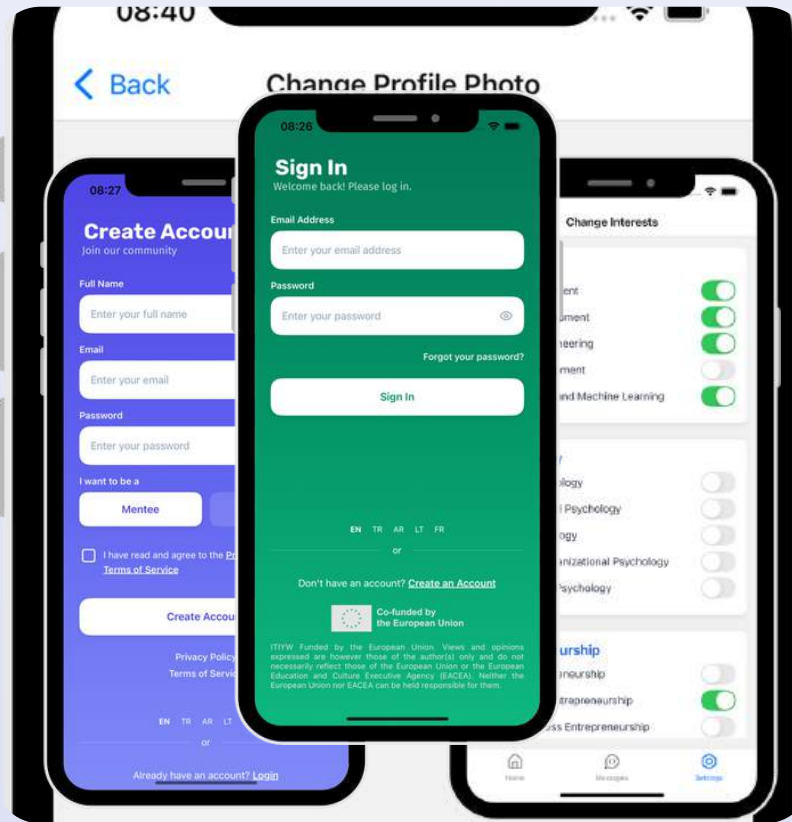 08:40
Back
Change Profile Photo
08:27
Create Accou
Join our community
Full Name
Enter your full name
Email
Enter your email
Password
Enter your password
I want to be a
Mentee
I have read and agree to the Pr
Terms of Service
Create Accou
Privacy Policy
Terms of Servic
EN TR AR LT
or
Already have an account? Login
08:26
Sign In
Welcome back! Please log in.
Email Address
Enter your email address
Password
Enter your password
Forgot your password?
Sign In
EN TR AR LT FR
or
Don't have an account? Create an Account
Co-funded by
the European Union
ITIYW Funded by the European Union. Views and opinions
expressed are however those of the author(s) only and do not
necessarily reflect those of the European Union or the European
Education and Culture Executive Agency (EACEA). Neither the
European Union nor EACEA can be held responsible for them.
Change Interests
ent
pment
neering
ment
and Machine Learning
ology
l Psychology
ogy
anizational Psychology
Psychology
urship
preneurship
ntrapreneurship
oss Entrepreneurship
Home
Messages
Settings